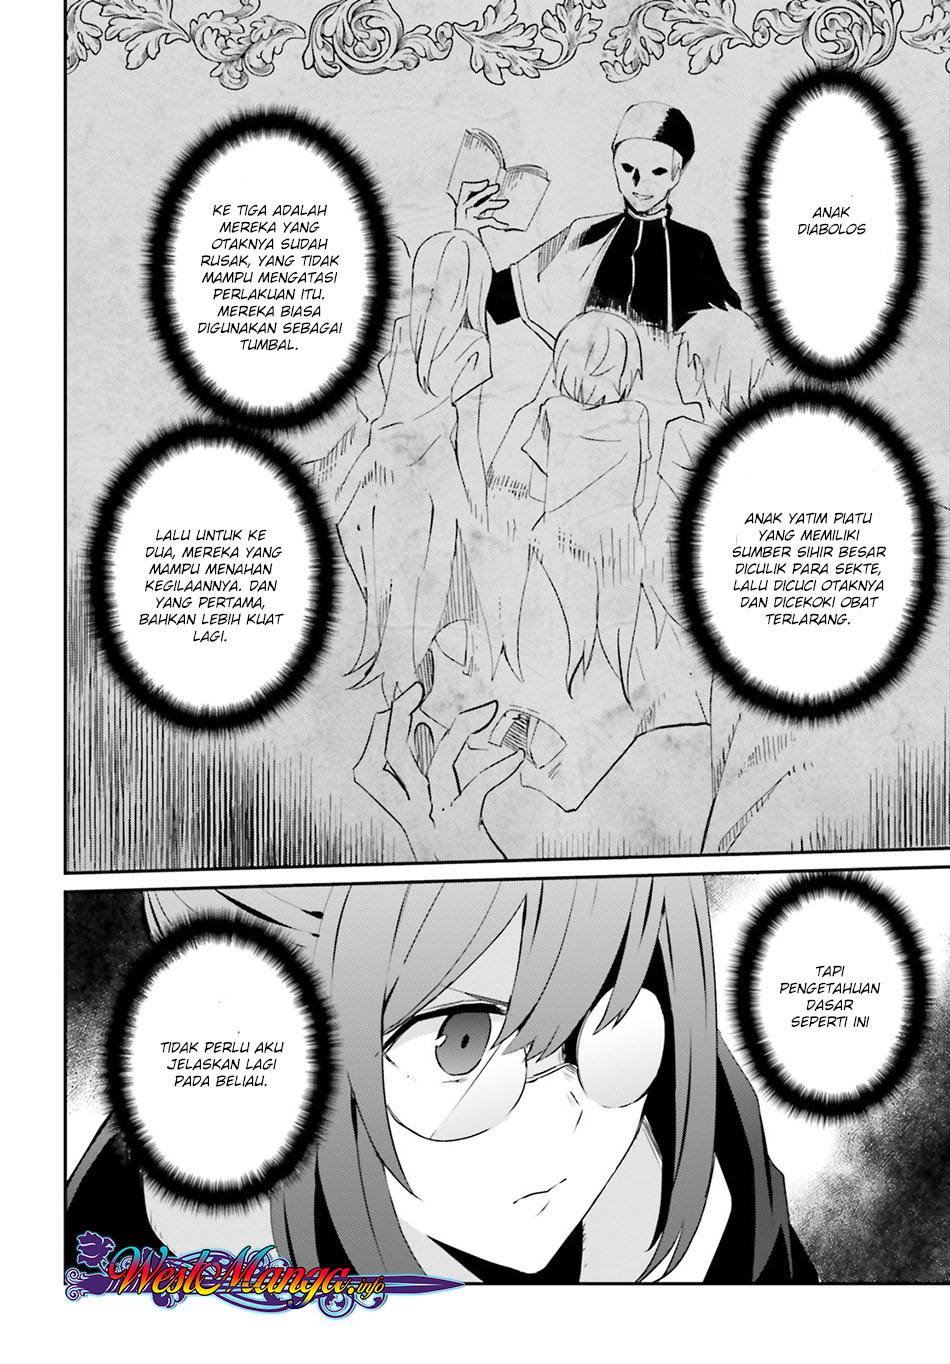 ANAK
DIABOLOS
ANAK YATIM PIATU
YANG MEMILIKI
SUMBER SIHIR BESAR
DICULIK PARA SEKTE,
LALU DICUCI OTAKNYA
DAN DICEKOKI OBAT
TERLARANG.
KE TIGA ADALAH
MEREKA YANG
OTAKNYA SUDAH
RUSAK, YANG TIDAK
MAMPU MENGATASI
PERLAKUAN ITU.
MEREKA BIASA
DIGUNAKAN SEBAGAI
TUMBAL.
LALU UNTUK KE
DUA, MEREKA YANG
MAMPU MENAHAN
KEGILAANNYA. DAN
YANG PERTAMA,
BAHKAN LEBIH KUAT
LAGI.
TAPI
PENGETAHUAN
DASAR
SEPERTI INI
TIDAK PERLU AKU
JELASKAN LAGI
PADA BELIAU.
WestManga.info